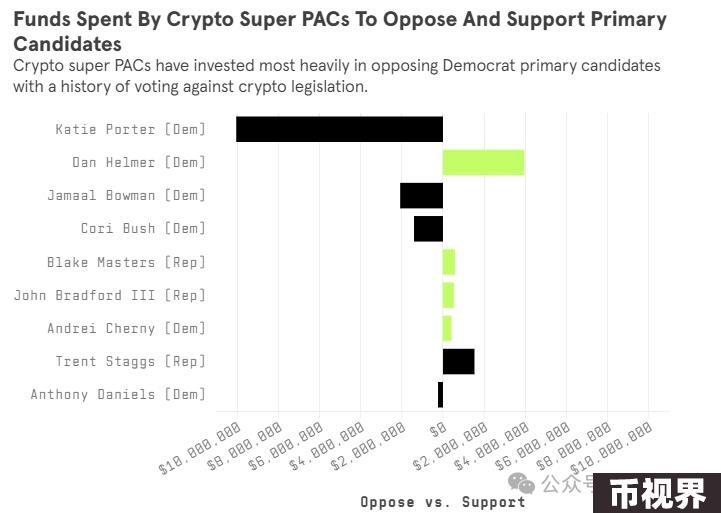 Funds Spent By Crypto Super PACs To Oppose And Support Primary
Candidates
Crypto super PACs have invested most heavily in opposing Democrat primary candidates
with a history of voting against crypto legislation.
Katie Porter [Dem]
Dan Helmer [Dem]
Jamaal Bowman [Dem]
Cori Bush [Dem]
Blake Masters [Rep]
John Bradford III [Rep]
Andrei Cherny [Dem]
Trent Staggs [Rep]
Anthony Daniels [Dem]
$10,000,000 $8,000,000 $6,000,000 $4,000,000 $2,000,000 $0 $2,000,000 $4,000,000 $6,000,000 $8,000,000 $10,000,000
公众号
Oppose vs. Support
币视界